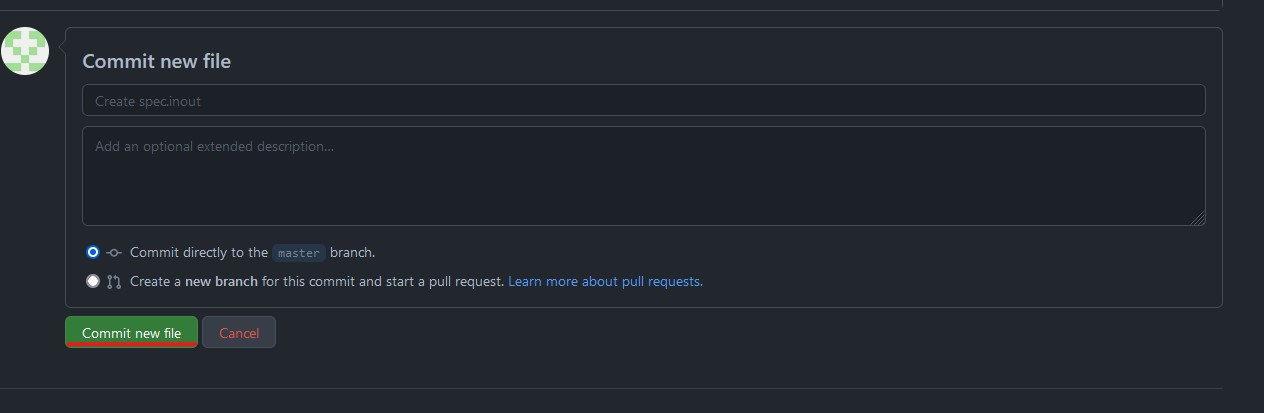 Commit new file
Create spec.inout
Add an optional extended description...
Commit directly to the master branch.
Create a new branch for this commit and start a pull request. Learn more about pull requests.
Commit new file
Cancel